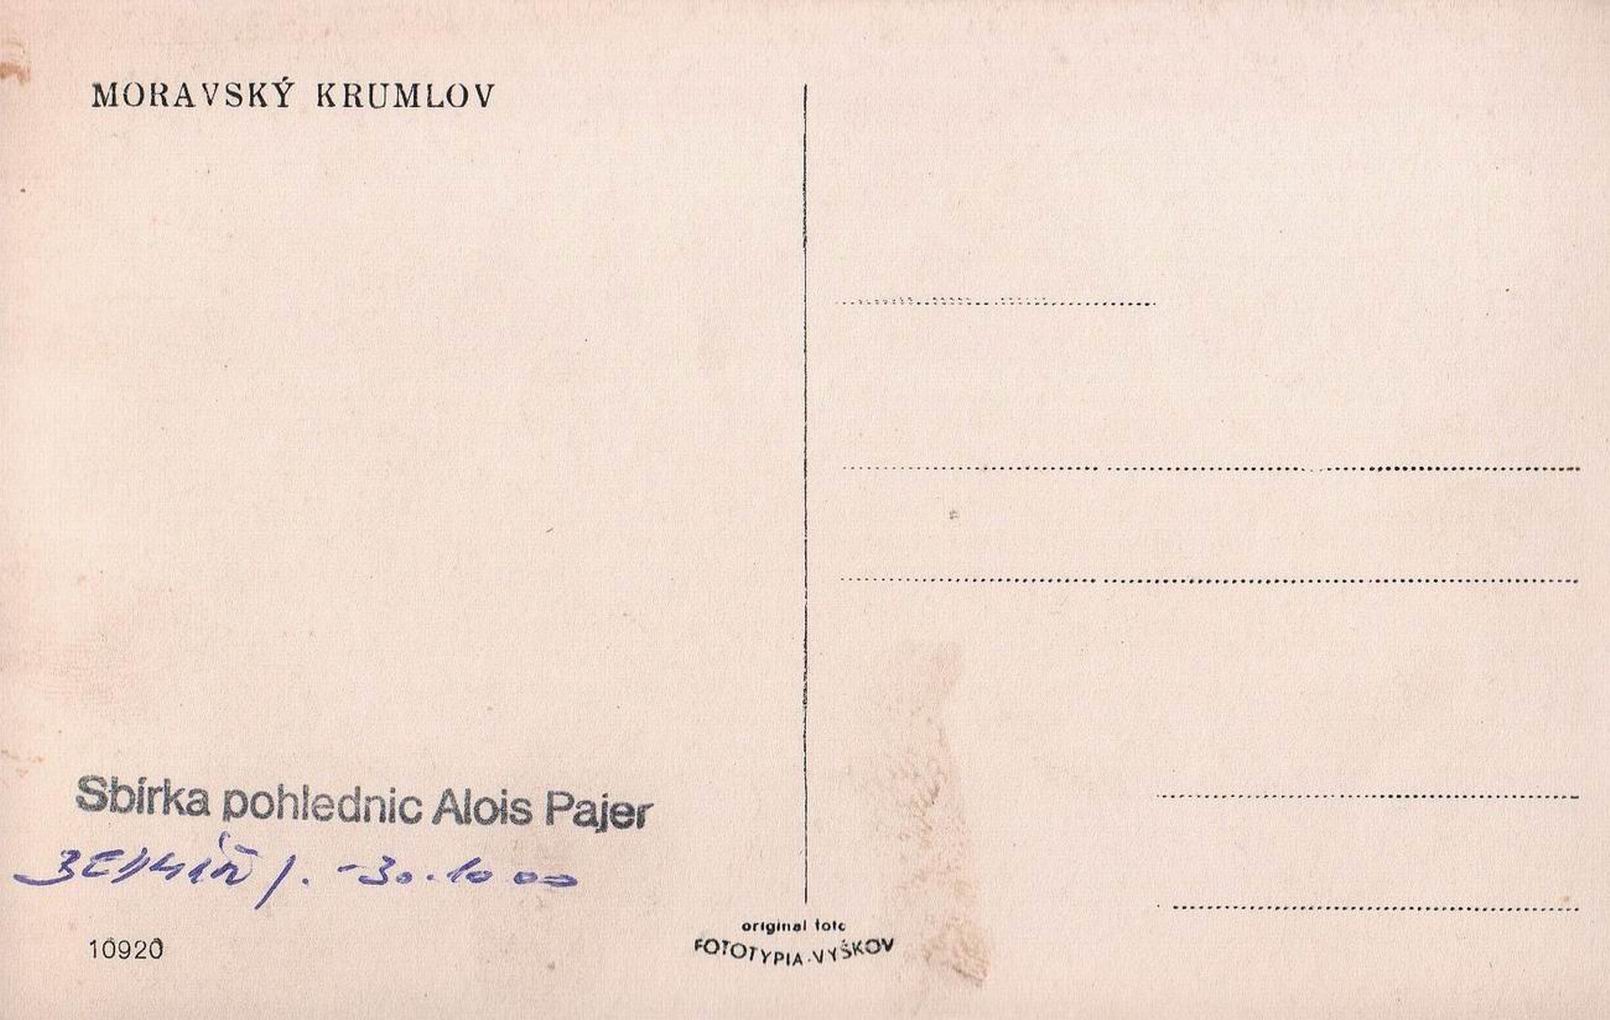 MORAVSKÝ KRUMLOV
Sbírka pohlednic Alois Pajer
30.10 00
10920
original foto
FOTOTYPIA-VYŠKOV